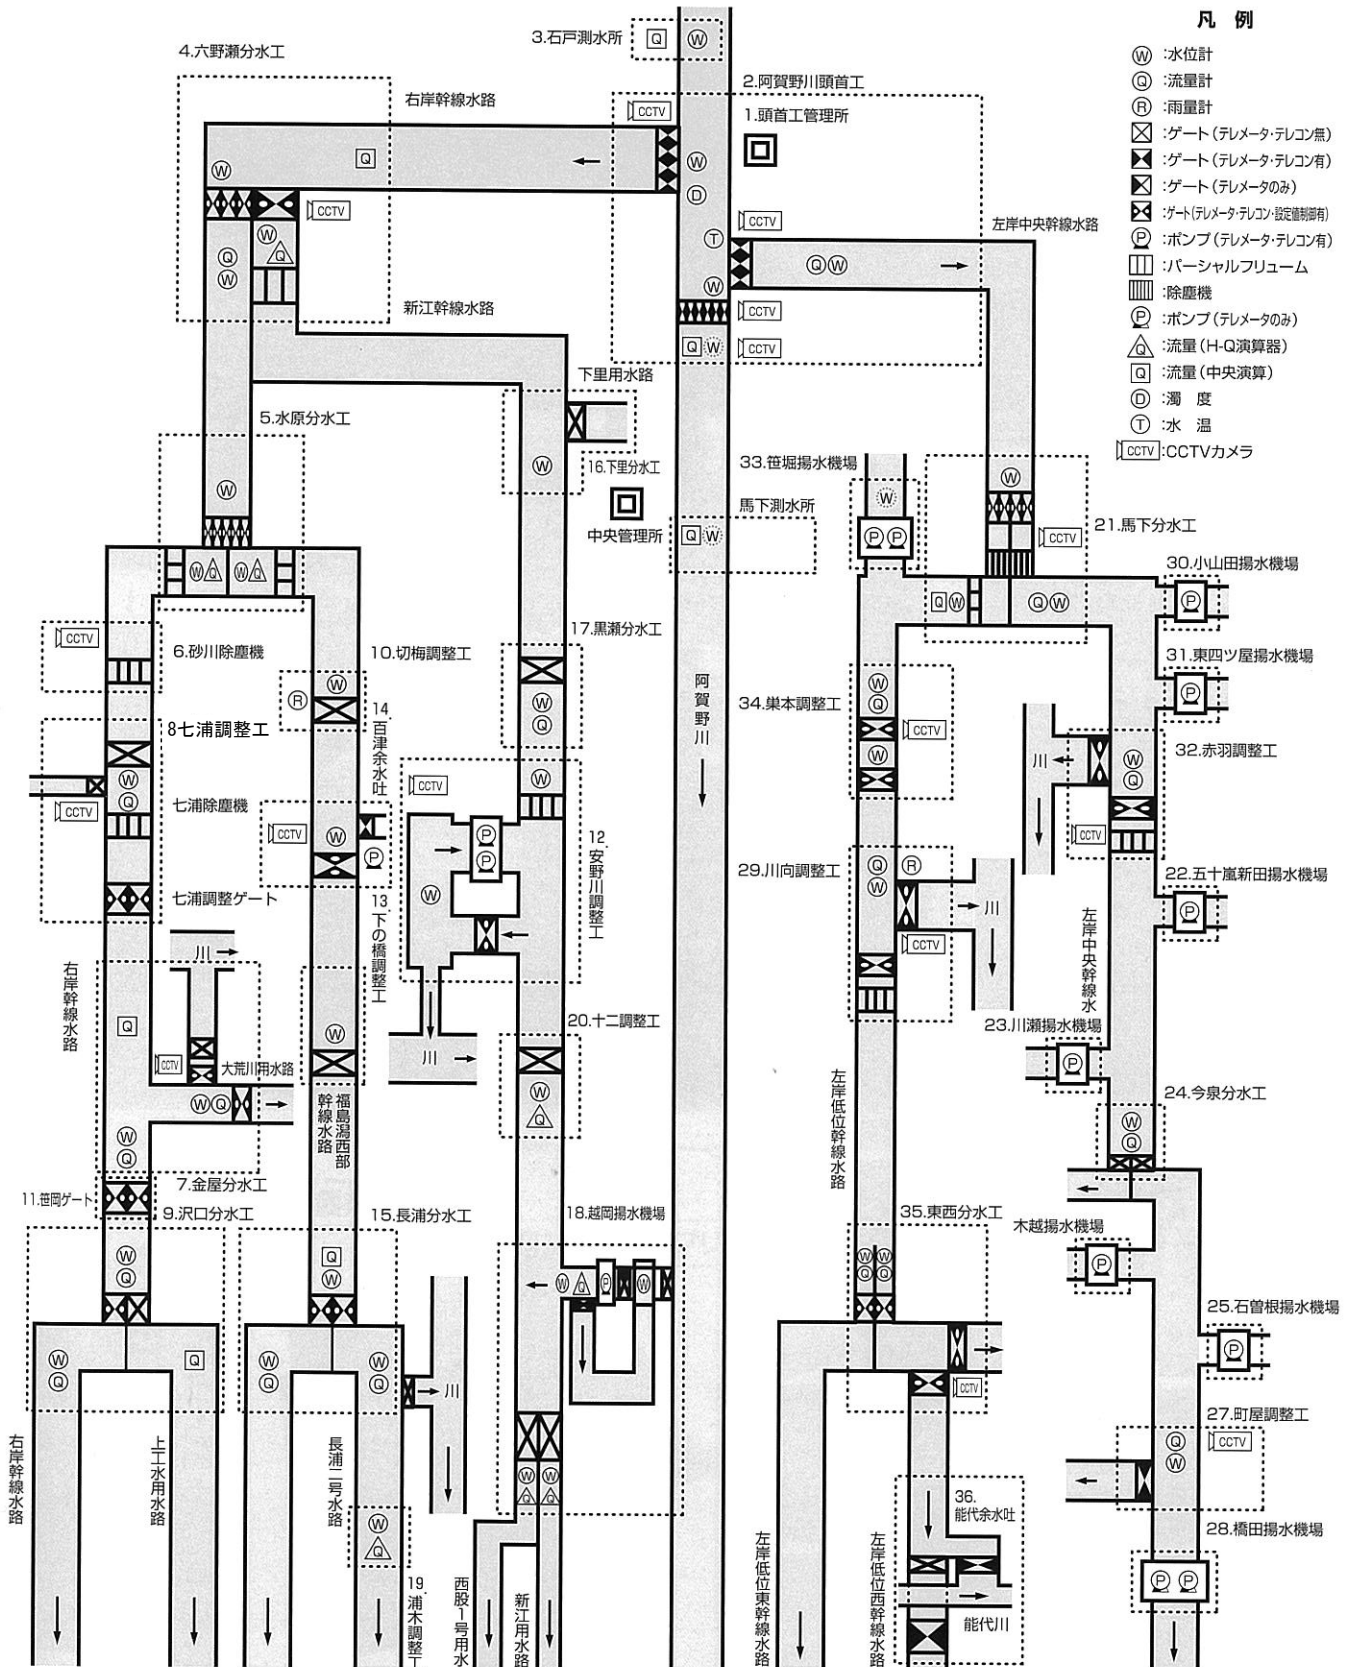 凡 例
Ⓦ:水位計
Ⓠ:流量計
Ⓡ:雨量計
:ゲート(テレメータ・テレコン無)
:ゲート(テレメータ・テレコン有)
:ゲート(テレメータのみ)
:ゲート(テレメータ・テレコン・設定値制御有)
Ⓟ:ポンプ(テレメータ・テレコン有)
:パーシャルフリューム
:除塵機
Ⓟ:ポンプ(テレメータのみ)
Q:流量(H-Q演算器)
Q:流量(中央演算)
Ⓓ:濁 度
Ⓣ:水 温
CCTV:CCTVカメラ
3.石戸測水所
4.六野瀬分水工
右岸幹線水路
2.阿賀野川頭首工
1.頭首工管理所
左岸中央幹線水路
新江幹線水路
下里用水路
5.水原分水工
16.下里分水工
中央管理所
33.笹堀揚水機場
馬下測水所
21.馬下分水工
30.小山田揚水機場
6.砂川除塵機
10.切梅調整工
17.黒瀬分水工
31.東四ツ屋揚水機場
阿賀野川
34.巣本調整工
32.赤羽調整工
8七浦調整工
14.百津余水吐
七浦除塵機
12.安野川調整工
29.川向調整工
22.五十嵐新田揚水機場
七浦調整ゲート
13.下の橋調整工
川
川
川
川
左岸中央幹線水
右岸幹線水路
20.十二調整工
23.川瀬揚水機場
大荒川用水路
福島潟西部幹線水路
左岸低位幹線水路
24.今泉分水工
7.金屋分水工
11.笹岡ゲート
9.沢口分水工
15.長浦分水工
18.越岡揚水機場
35.東西分水工
木越揚水機場
25.石曽根揚水機場
川
27.町屋調整工
右岸幹線水路
上工水用水路
長浦二号水路
36.能代余水吐
28.橋田揚水機場
19.浦木調整工
西股1号用水
新江用水路
左岸低位東幹線水路
左岸低位西幹線水路
能代川